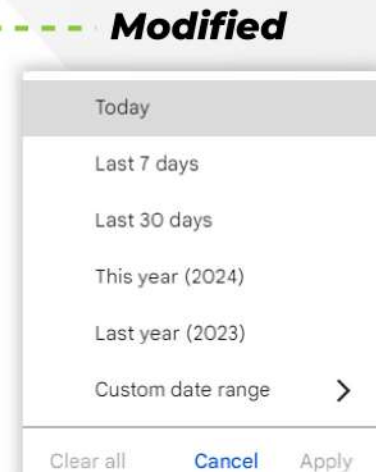 Modified
Today
Last 7 days
Last 30 days
This year (2024)
Last year (2023)
Custom date range
Clear all Cancel Apply